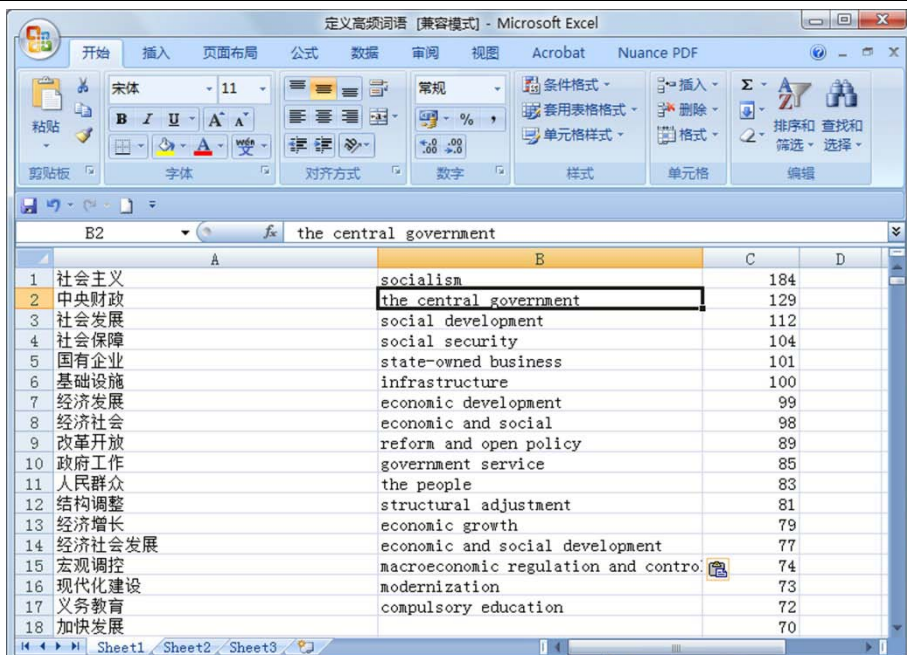 定义高频词语 [兼容模式] - Microsoft Excel
开始 插入 页面布局 公式 数据 审阅 视图 Acrobat Nuance PDF
宋体 11 常规 条件格式 插入 Σ
粘贴 B I U A A % , 套用表格格式 删除 排序和 查找和
A wén 文 .0 .00 .00 .0 单元格样式 格式 筛选 选择
剪贴板 字体 对齐方式 数字 样式 单元格 编辑
B2 fx the central government
A B C D
1 社会主义 socialism 184
2 中央财政 the central government 129
3 社会发展 social development 112
4 社会保障 social security 104
5 国有企业 state-owned business 101
6 基础设施 infrastructure 100
7 经济发展 economic development 99
8 经济社会 economic and social 98
9 改革开放 reform and open policy 89
10 政府工作 government service 85
11 人民群众 the people 83
12 结构调整 structural adjustment 81
13 经济增长 economic growth 79
14 经济社会发展 economic and social development 77
15 宏观调控 macroeconomic regulation and contro 74
16 现代化建设 modernization 73
17 义务教育 compulsory education 72
18 加快发展 70
Sheet1 Sheet2 Sheet3